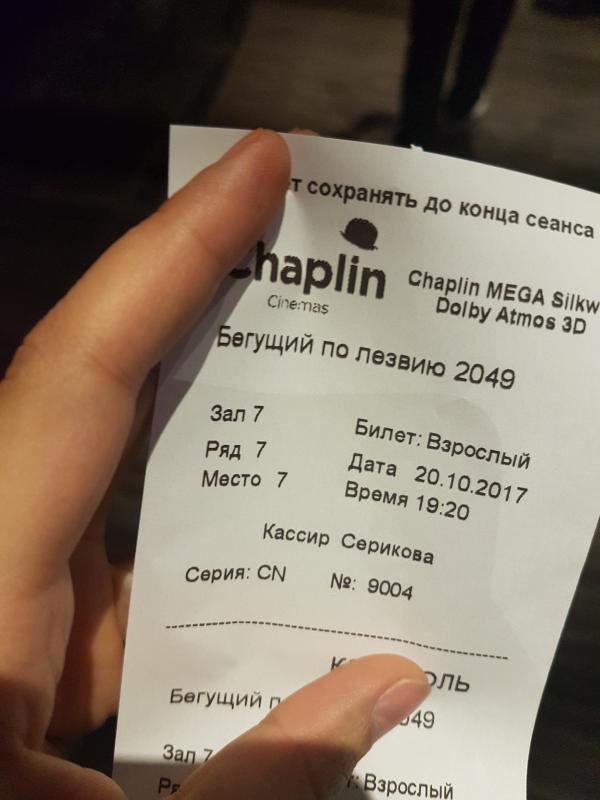 сохранять до конца сеанса
Chaplin
Cinemas
Chaplin MEGA
Dolby Atmos 3D
Бегущий по лезвию 2049
Зал 7
Билет: Взрослый
Ряд 7
Дата 20.10.2017
Место 7
Время 19:20
Кассир Серикова
Серия: CN №: 9004
Бегущий
Зал 7
Взрослый